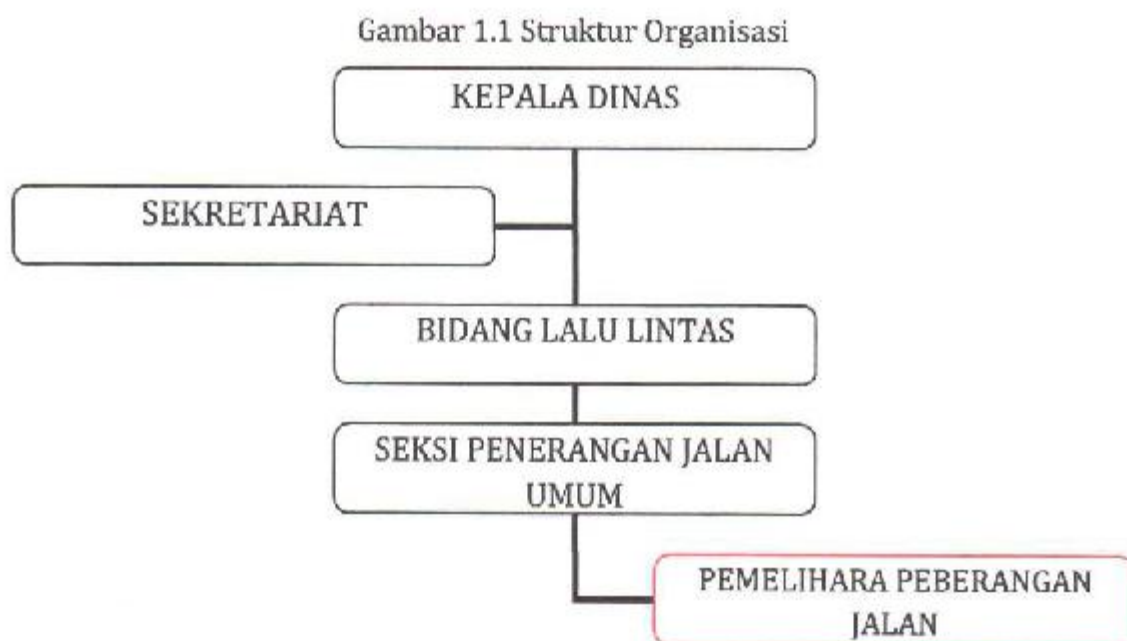 Gambar 1.1 Struktur Organisasi
KEPALA DINAS
SEKRETARIAT
BIDANG LALU LINTAS
SEKSI PENERANGAN JALAN
UMUM
PEMELIHARA PEBERANGAN
JALAN